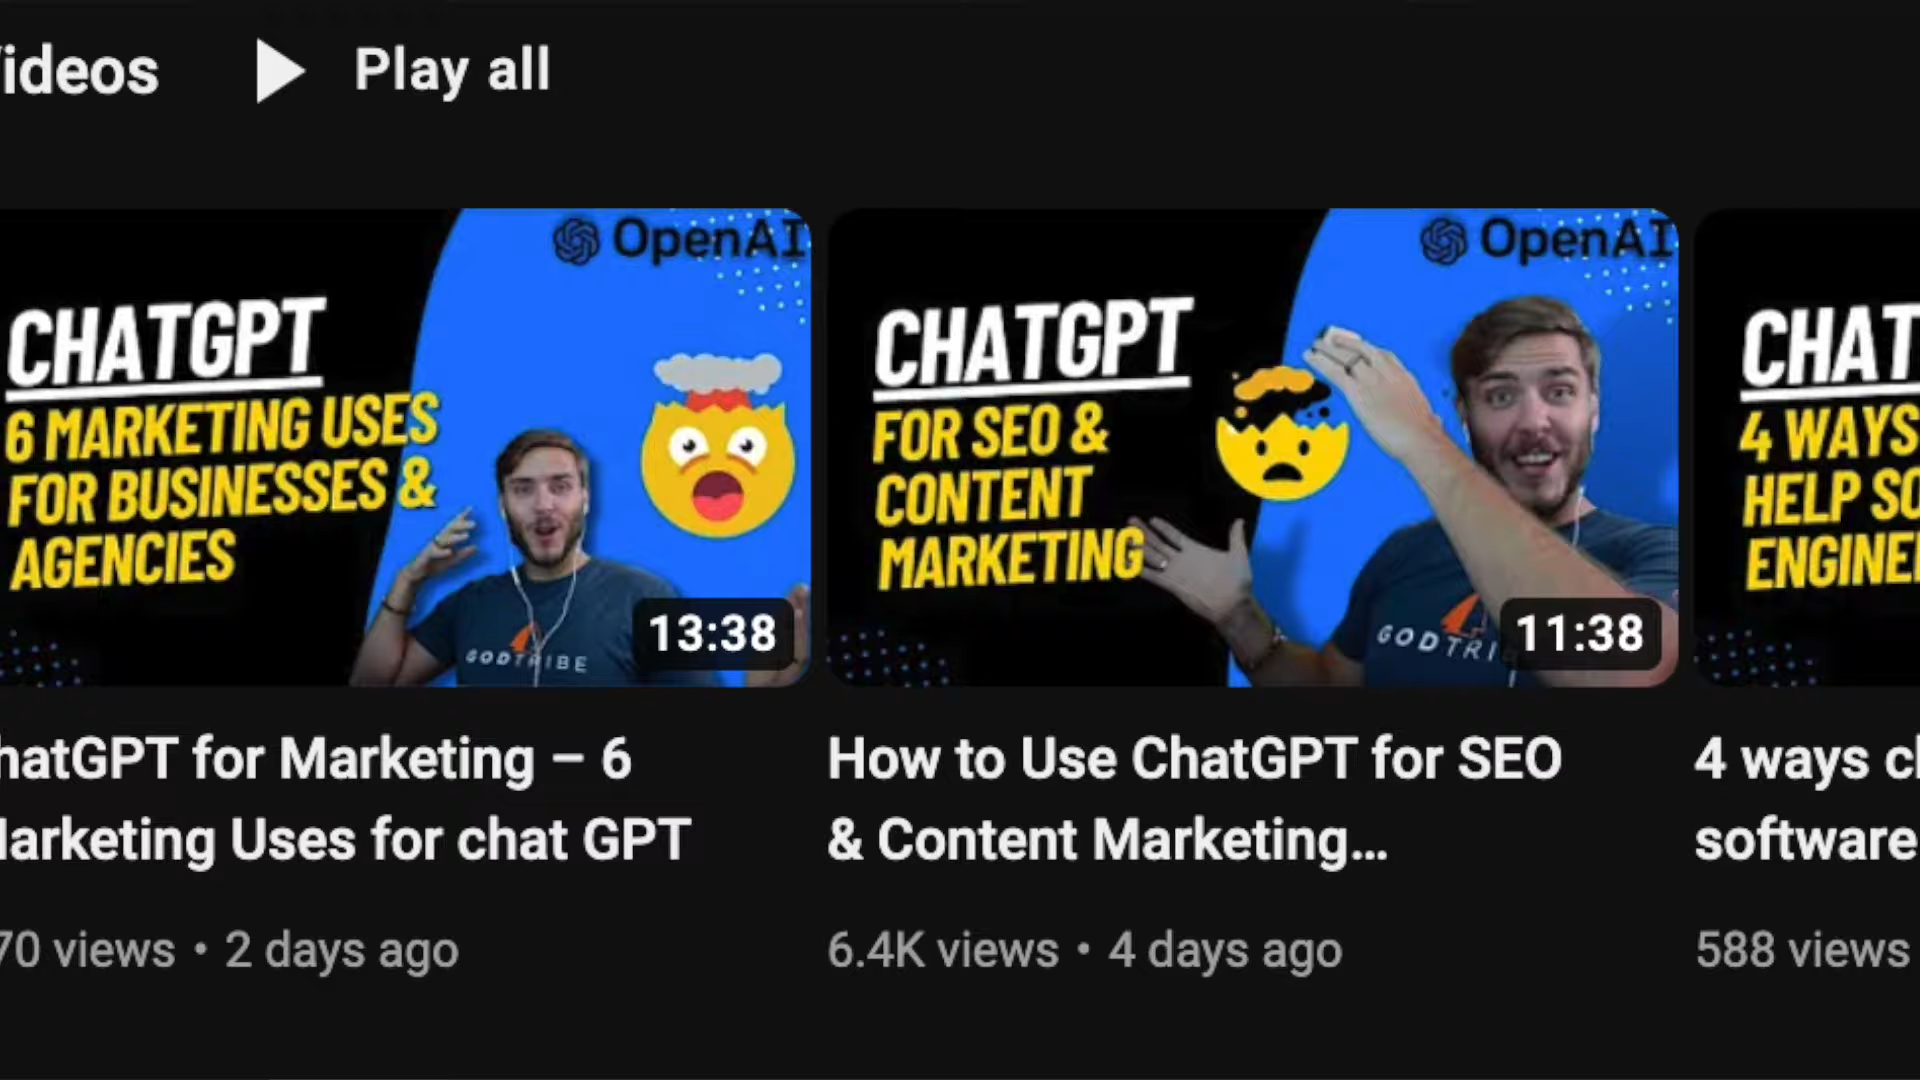 ideos
Play all
OpenAI
CHATGPT
6 MARKETING USES
FOR BUSINESSES &
AGENCIES
GODTRIBE
13:38
hatGPT for Marketing – 6
arketing Uses for chat GPT
70 views • 2 days ago
OpenAI
CHATGPT
FOR SEO &
CONTENT
MARKETING
GODTRI
11:38
How to Use ChatGPT for SEO
& Content Marketing...
6.4K views • 4 days ago
CHAT
4 WAYS
HELP SO
ENGINE
4 ways c
software
588 views